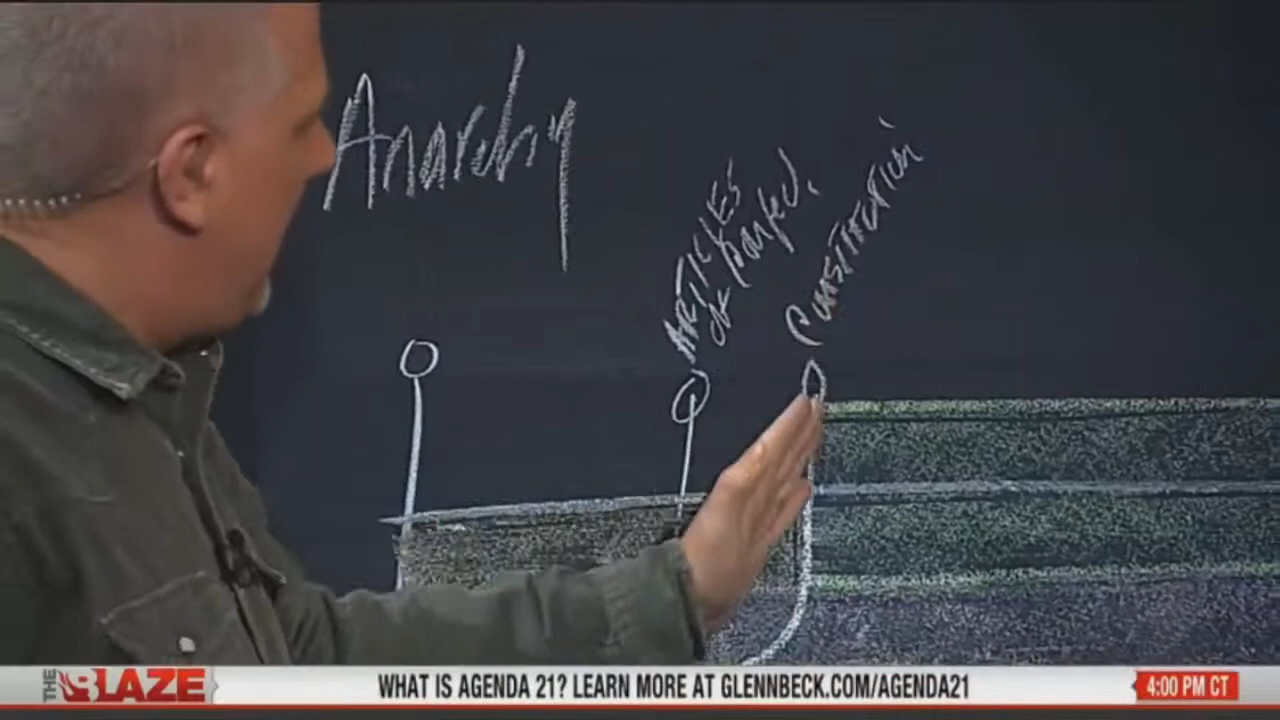 Anarchy
ARTICLES
of Confed.
CONSTITUTION
THE BLAZE
WHAT IS AGENDA 21? LEARN MORE AT GLENNBECK.COM/AGENDA21
4:00 PM CT